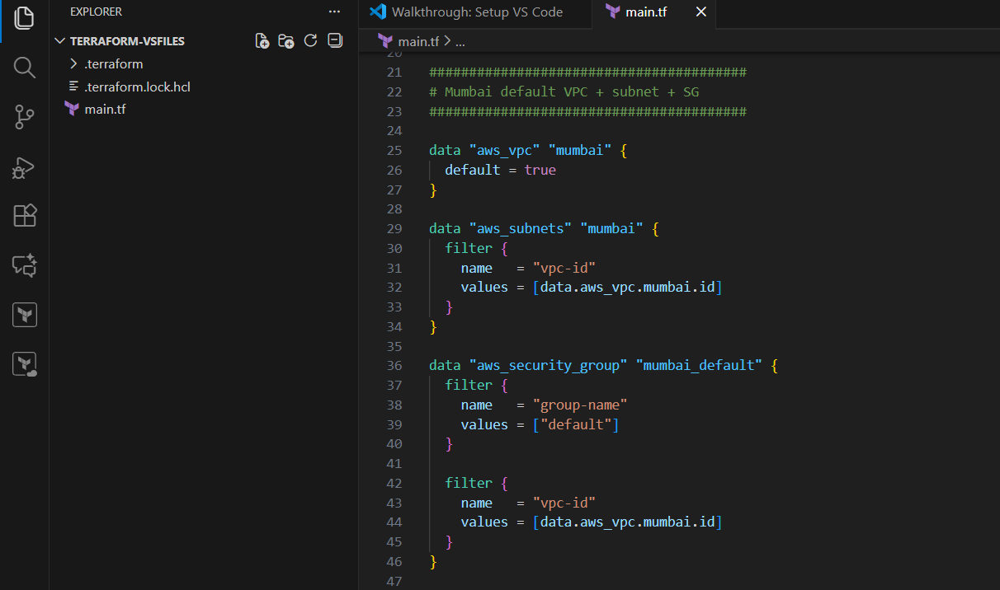 EXPLORER
TERRAFORM-VSFILES
.terraform
.terraform.lock.hcl
main.tf
Walkthrough: Setup VS Code
main.tf
main.tf > ...
20
21 ########################################
22 # Mumbai default VPC + subnet + SG
23 ########################################
24
25 data "aws_vpc" "mumbai" {
26   default = true
27 }
28
29 data "aws_subnets" "mumbai" {
30   filter {
31     name   = "vpc-id"
32     values = [data.aws_vpc.mumbai.id]
33   }
34 }
35
36 data "aws_security_group" "mumbai_default" {
37   filter {
38     name   = "group-name"
39     values = ["default"]
40   }
41
42   filter {
43     name   = "vpc-id"
44     values = [data.aws_vpc.mumbai.id]
45   }
46 }
47